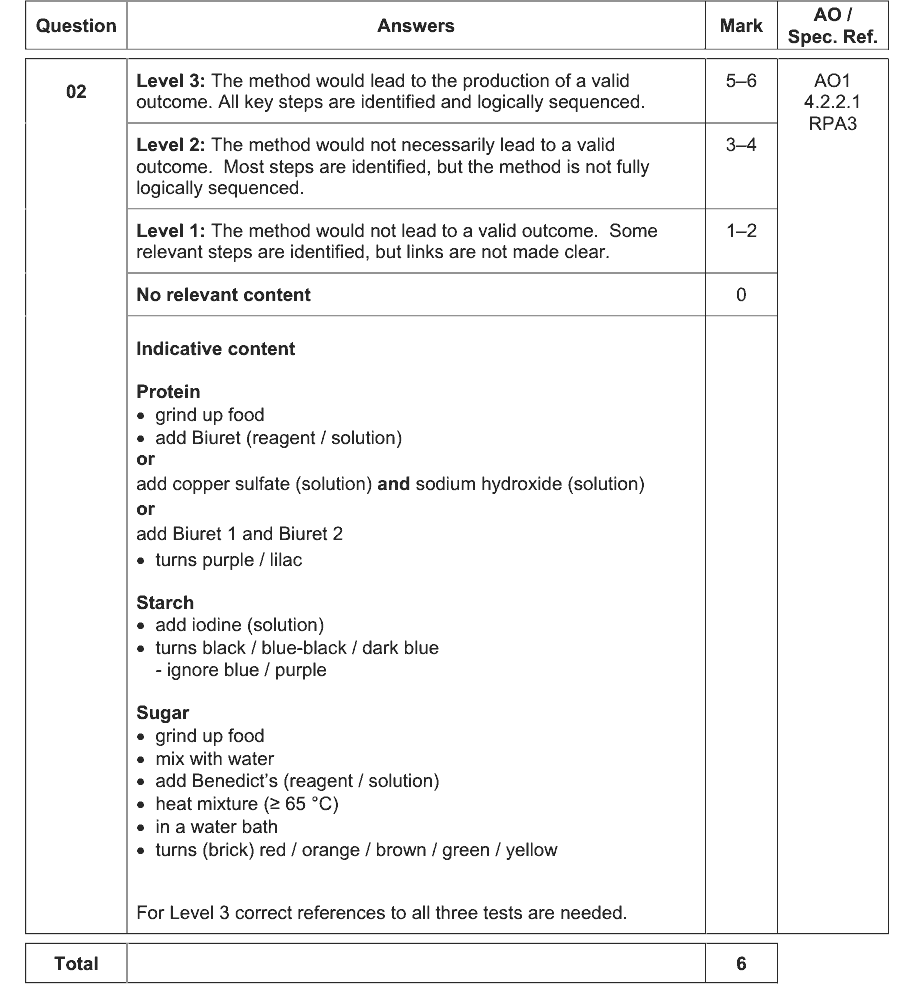 Question Answers Mark AO /
Spec. Ref.
02
Level 3: The method would lead to the production of a valid
outcome. All key steps are identified and logically sequenced.
5–6
AO1
4.2.2.1
RPA3
Level 2: The method would not necessarily lead to a valid
outcome.  Most steps are identified, but the method is not fully
logically sequenced.
3–4
Level 1: The method would not lead to a valid outcome.  Some
relevant steps are identified, but links are not made clear.
1–2
No relevant content
0
Indicative content
Protein
• grind up food
• add Biuret (reagent / solution)
or
add copper sulfate (solution) and sodium hydroxide (solution)
or
add Biuret 1 and Biuret 2
• turns purple / lilac
Starch
• add iodine (solution)
• turns black / blue-black / dark blue
- ignore blue / purple
Sugar
• grind up food
• mix with water
• add Benedict’s (reagent / solution)
• heat mixture (≥ 65 °C)
• in a water bath
• turns (brick) red / orange / brown / green / yellow
For Level 3 correct references to all three tests are needed.
Total 6